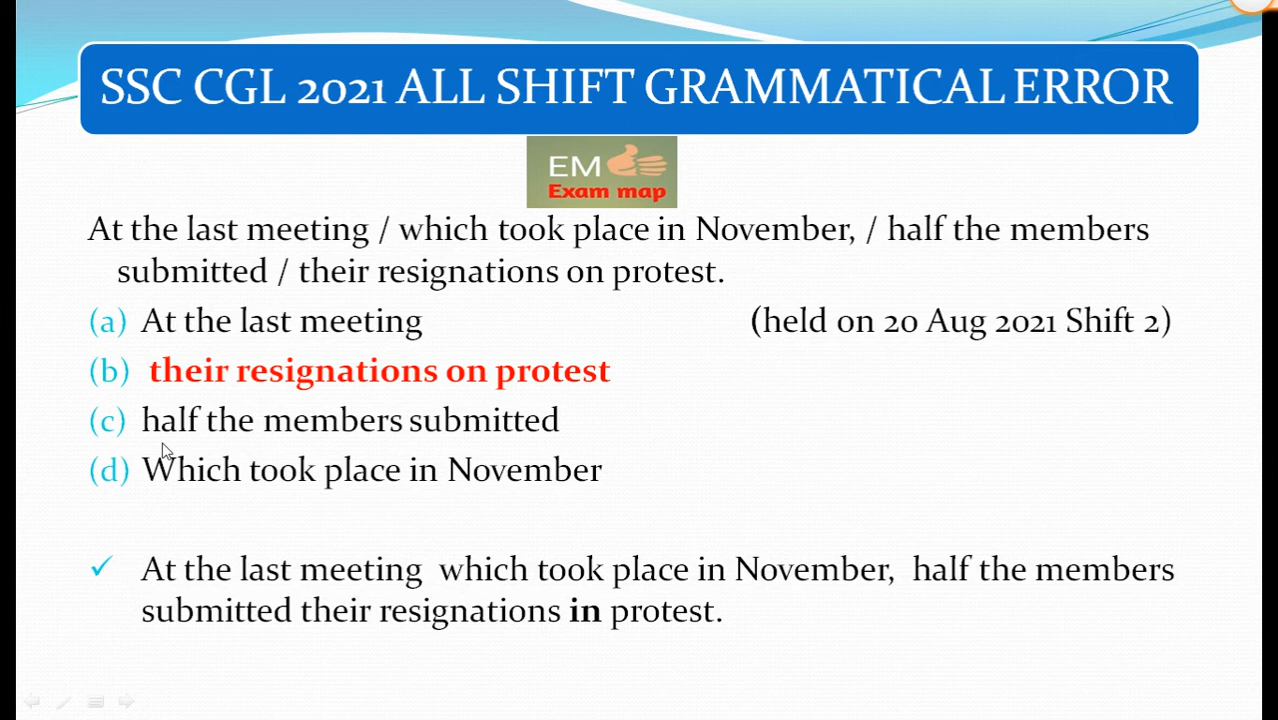 SSC CGL 2021 ALL SHIFT GRAMMATICAL ERROR
EM
Exam map
At the last meeting / which took place in November, / half the members
submitted / their resignations on protest.
(a) At the last meeting (held on 20 Aug 2021 Shift 2)
(b) their resignations on protest
(c) half the members submitted
(d) Which took place in November
✓ At the last meeting which took place in November, half the members
submitted their resignations in protest.